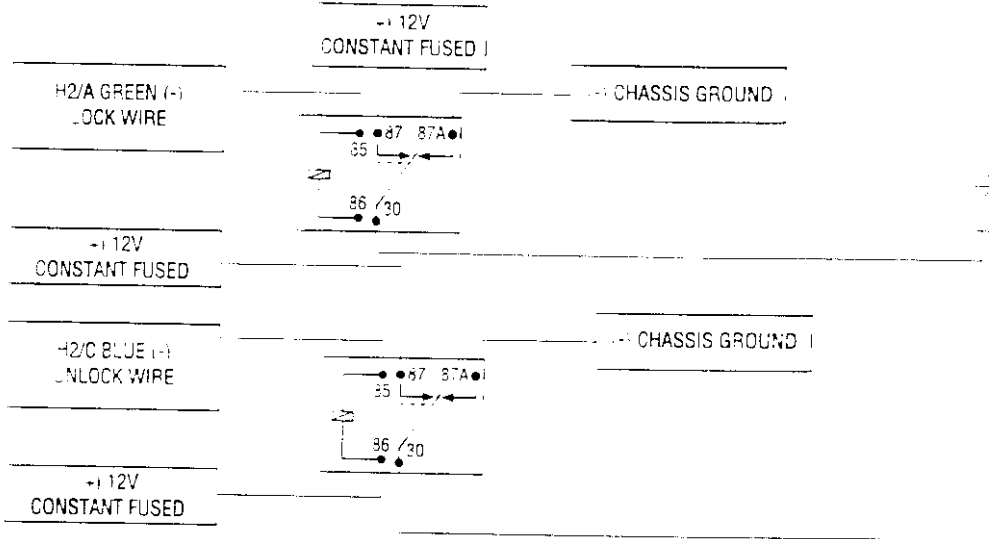 12V
CONSTANT FUSED
H2/A GREEN (-)
LOCK WIRE
(-) CHASSIS GROUND
87 87A
85
86 30
12V
CONSTANT FUSED
H2/C BLUE (-)
UNLOCK WIRE
(-) CHASSIS GROUND
87 87A
85
86 30
12V
CONSTANT FUSED